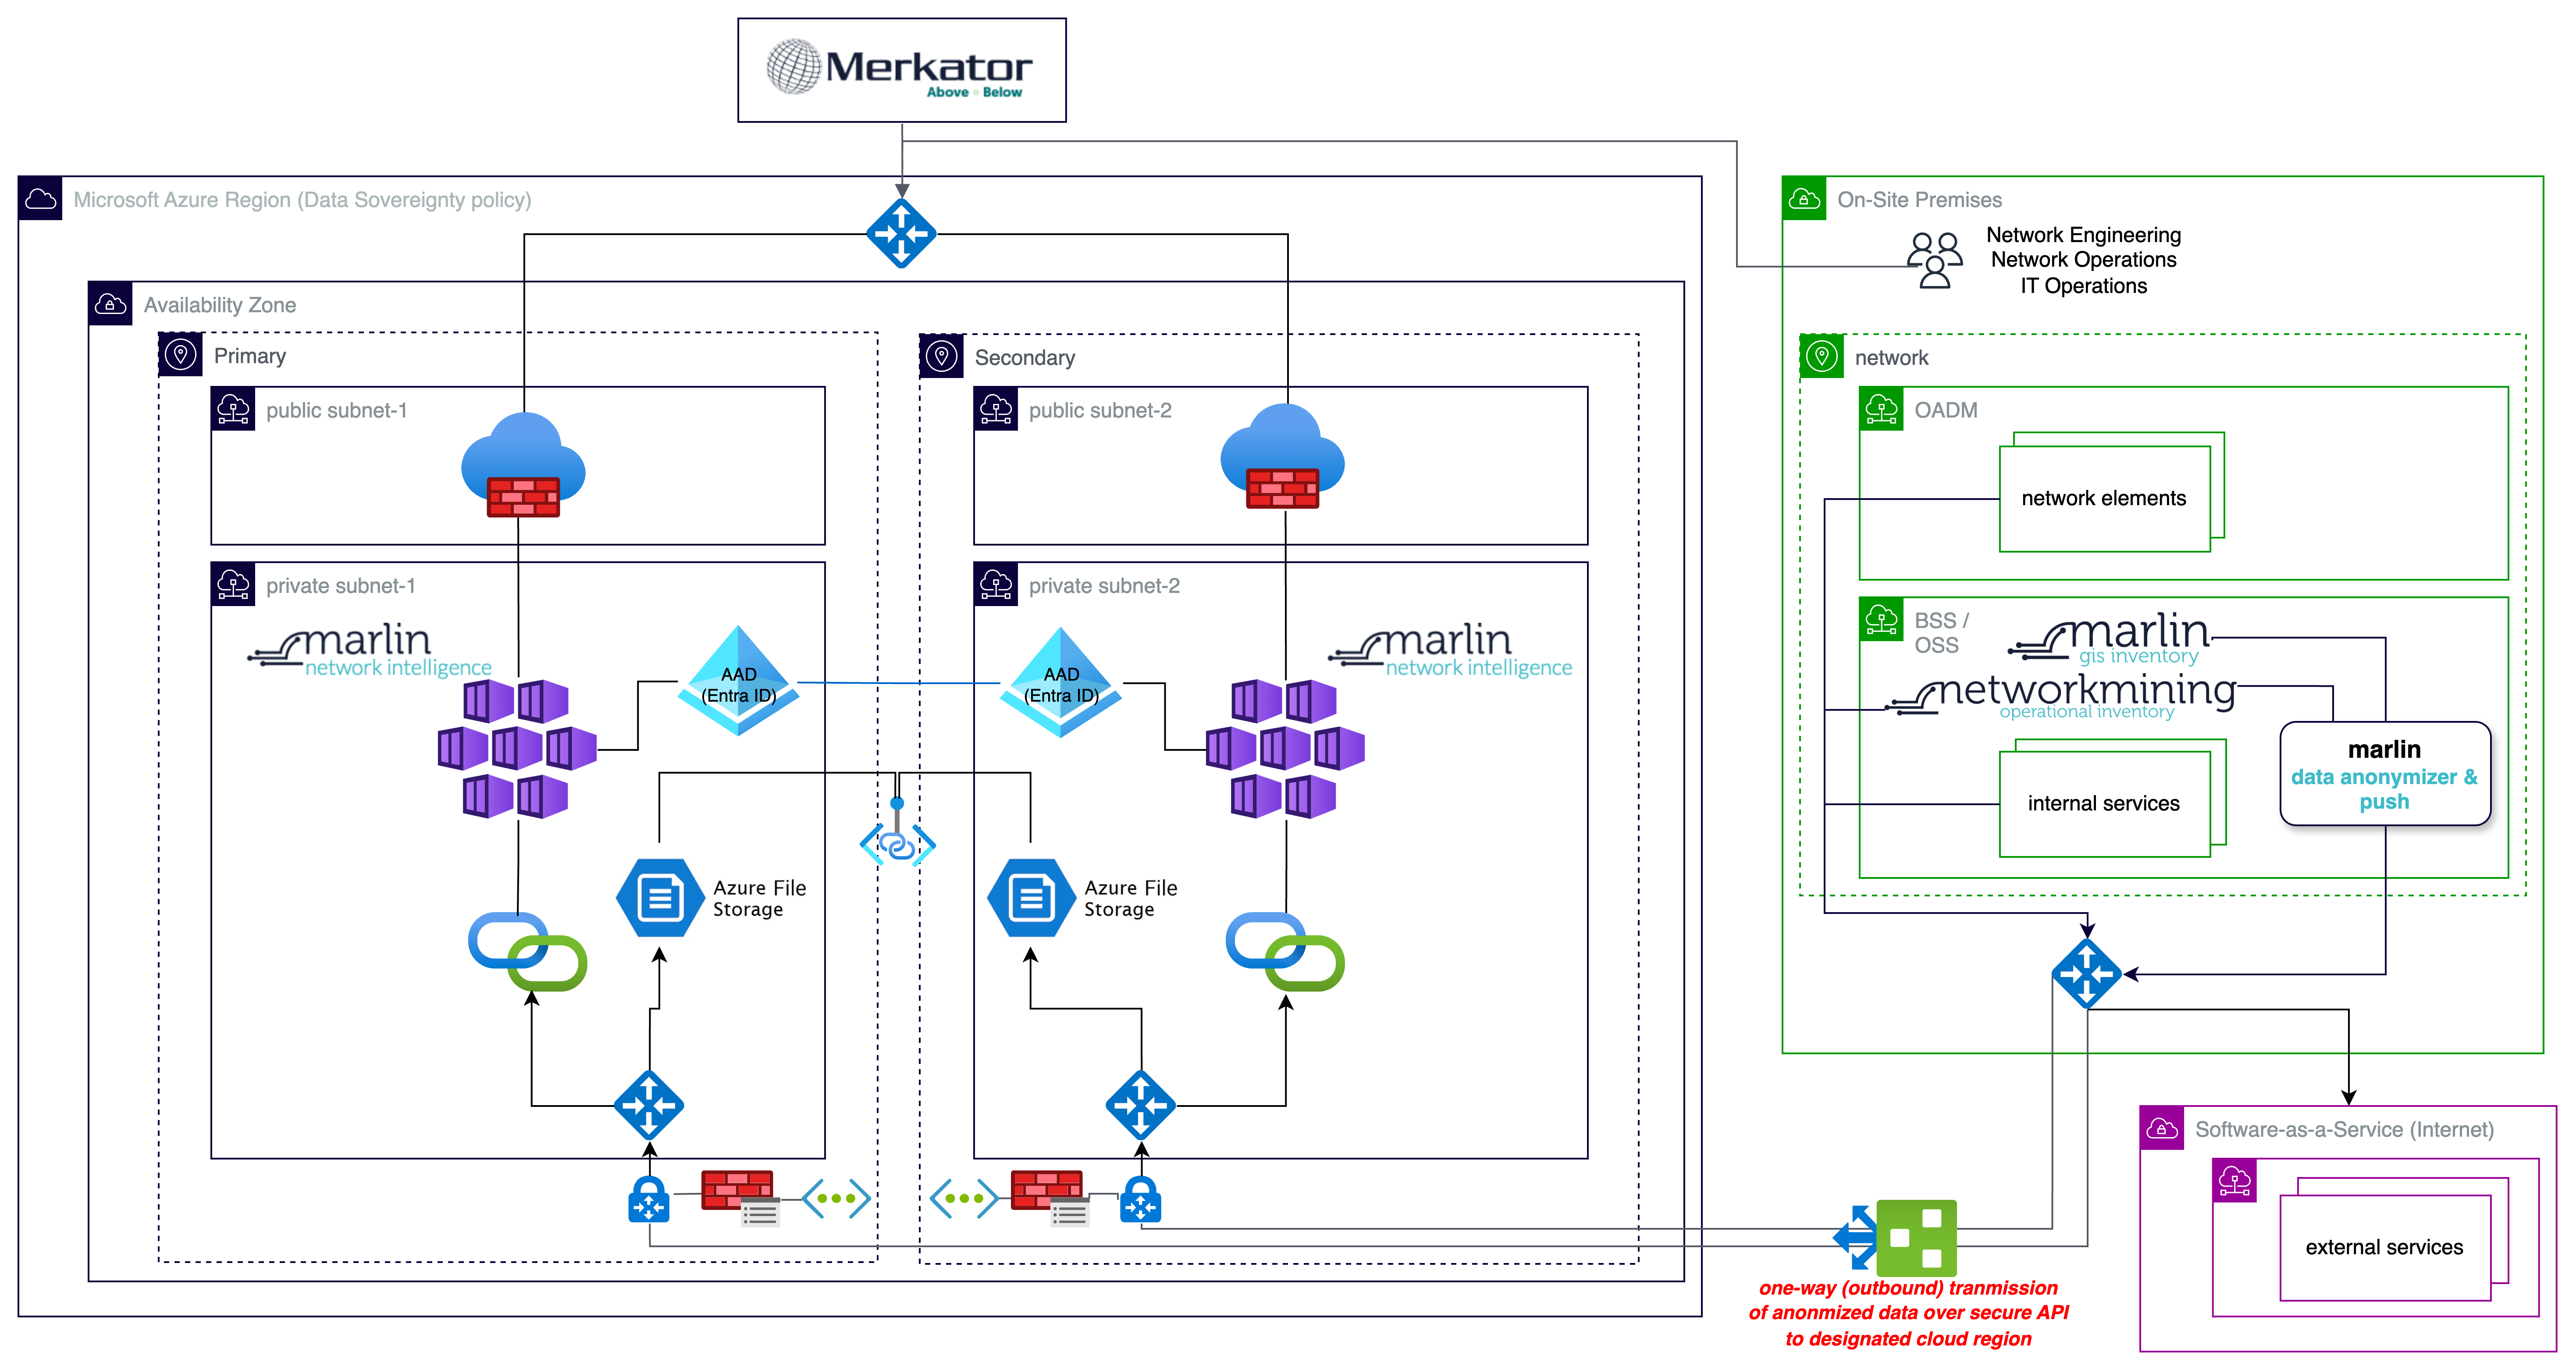 Merkator
Above • Below
Microsoft Azure Region (Data Sovereignty policy)
Availability Zone
Primary
public subnet-1
private subnet-1
marlin
network intelligence
AAD
(Entra ID)
Azure File
Storage
Secondary
public subnet-2
private subnet-2
AAD
(Entra ID)
marlin
network intelligence
Azure File
Storage
On-Site Premises
Network Engineering
Network Operations
IT Operations
network
OADM
network elements
BSS /
OSS
marlin
gis inventory
networkmining
operational inventory
internal services
marlin
data anonymizer &
push
one-way (outbound) tranmission
of anonmized data over secure API
to designated cloud region
Software-as-a-Service (Internet)
external services